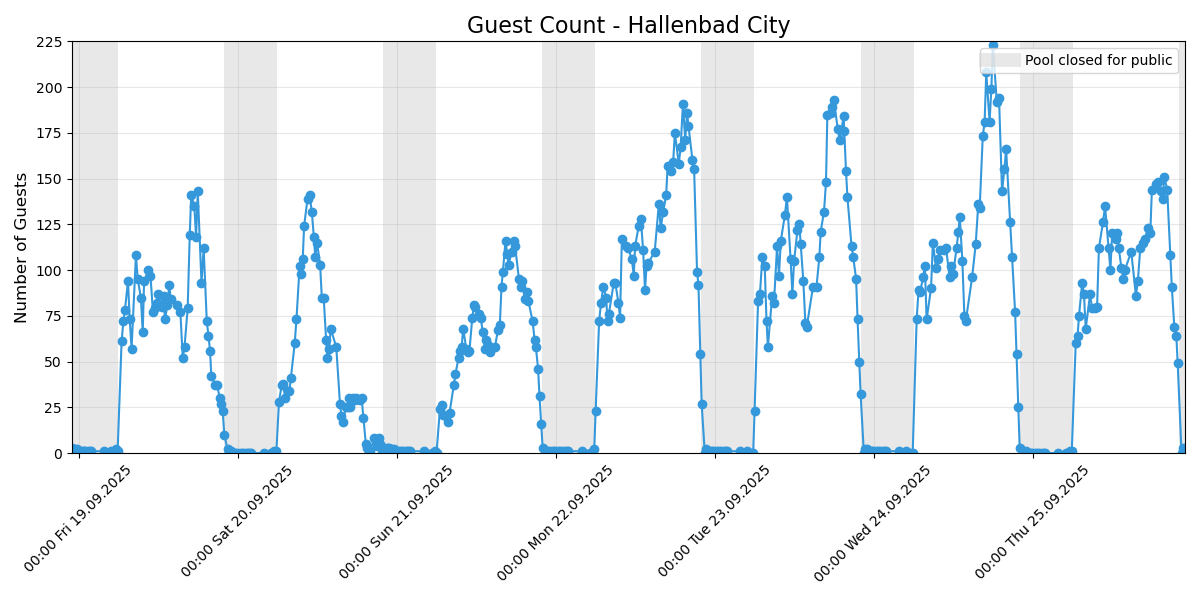 Guest Count - Hallenbad City
Pool closed for public
Number of Guests
225
200
175
150
125
100
75
50
25
0
00:00 Fri 19.09.2025
00:00 Sat 20.09.2025
00:00 Sun 21.09.2025
00:00 Mon 22.09.2025
00:00 Tue 23.09.2025
00:00 Wed 24.09.2025
00:00 Thu 25.09.2025